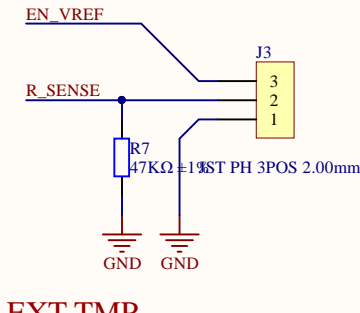 EN_VREF
J3
3
R_SENSE
2
1
R7
47KΩ ±1%
JST PH 3POS 2.00mm
GND
GND
EXT TMP